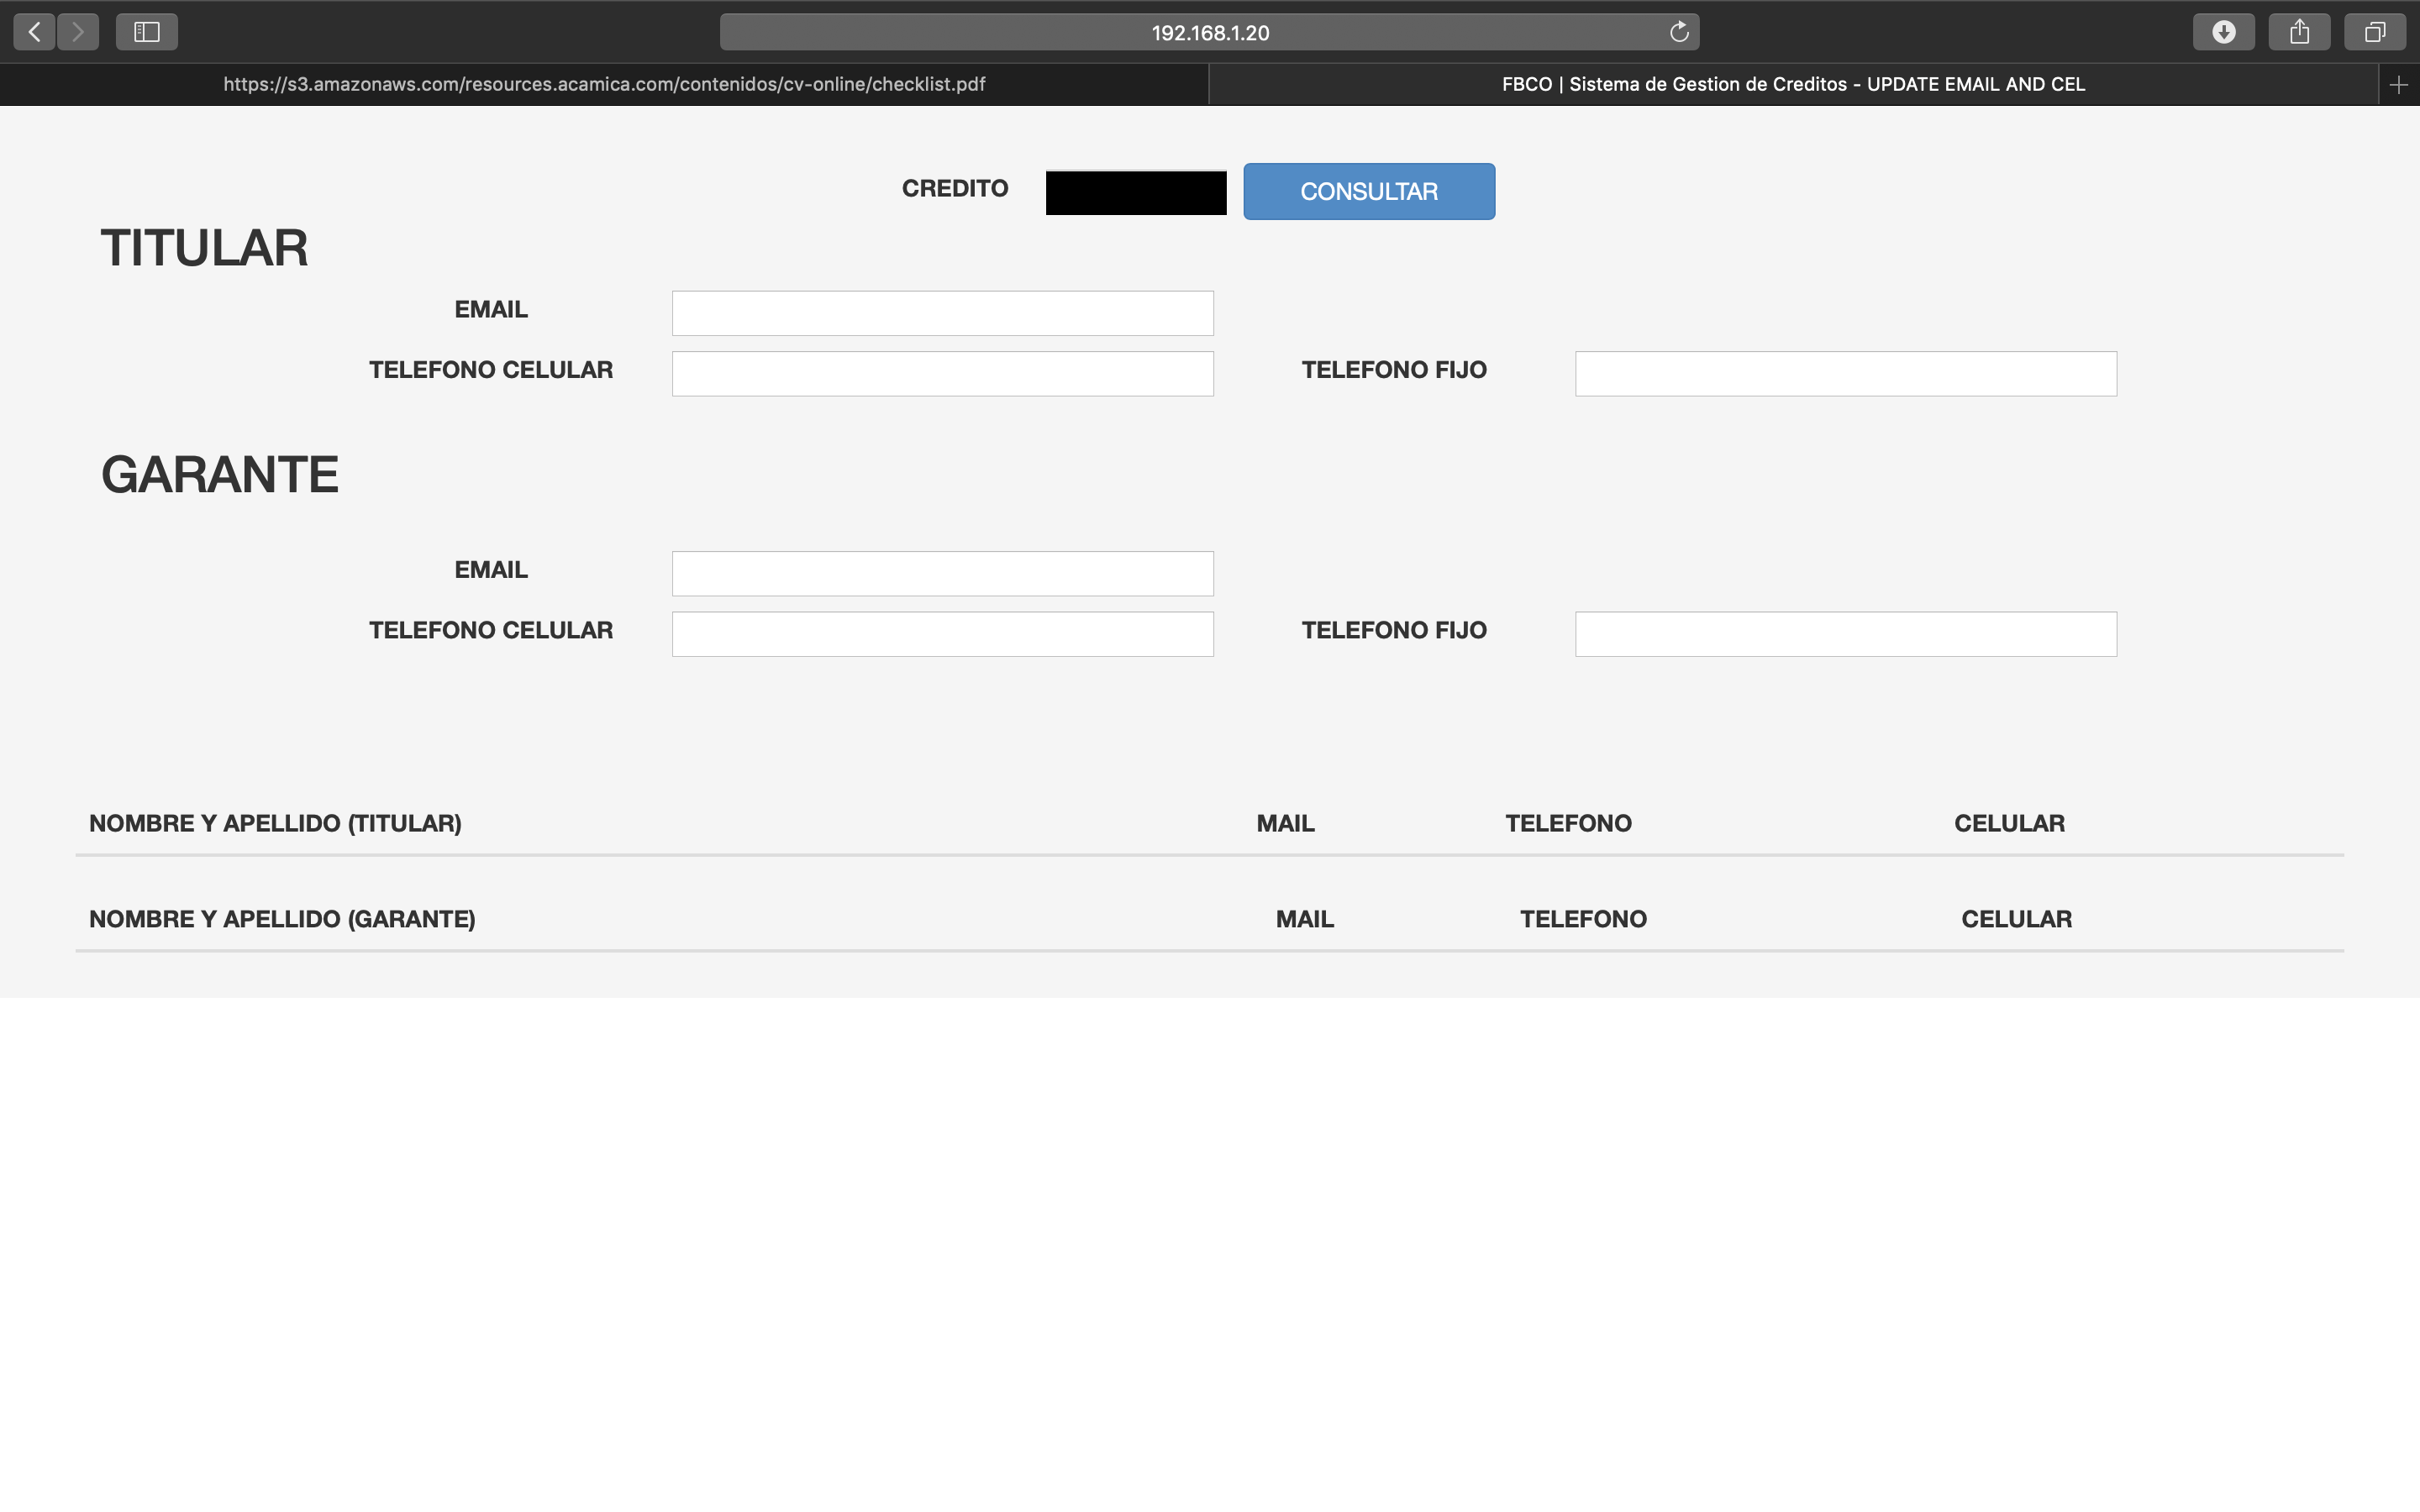 192.168.1.20
https://s3.amazonaws.com/resources.acamica.com/contenidos/cv-online/checklist.pdf
FBCO | Sistema de Gestion de Creditos - UPDATE EMAIL AND CEL
CREDITO CONSULTAR
TITULAR
EMAIL
TELEFONO CELULAR TELEFONO FIJO
GARANTE
EMAIL
TELEFONO CELULAR TELEFONO FIJO
NOMBRE Y APELLIDO (TITULAR) MAIL TELEFONO CELULAR
NOMBRE Y APELLIDO (GARANTE) MAIL TELEFONO CELULAR